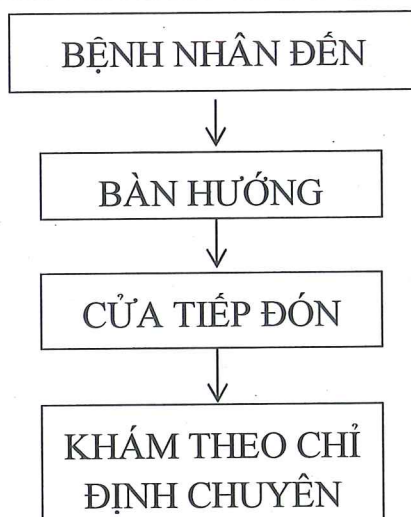 BỆNH NHÂN ĐẾN
BÀN HƯỚNG
CỬA TIẾP ĐÓN
KHÁM THEO CHỈ
ĐỊNH CHUYÊN